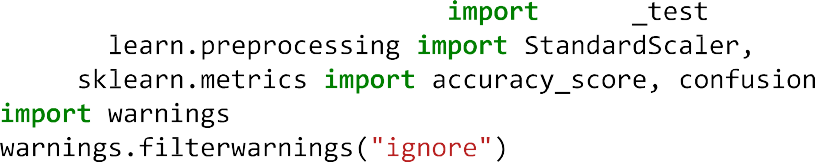 import _test
learn.preprocessing import StandardScaler,
sklearn.metrics import accuracy_score, confusion
import warnings
warnings.filterwarnings("ignore")